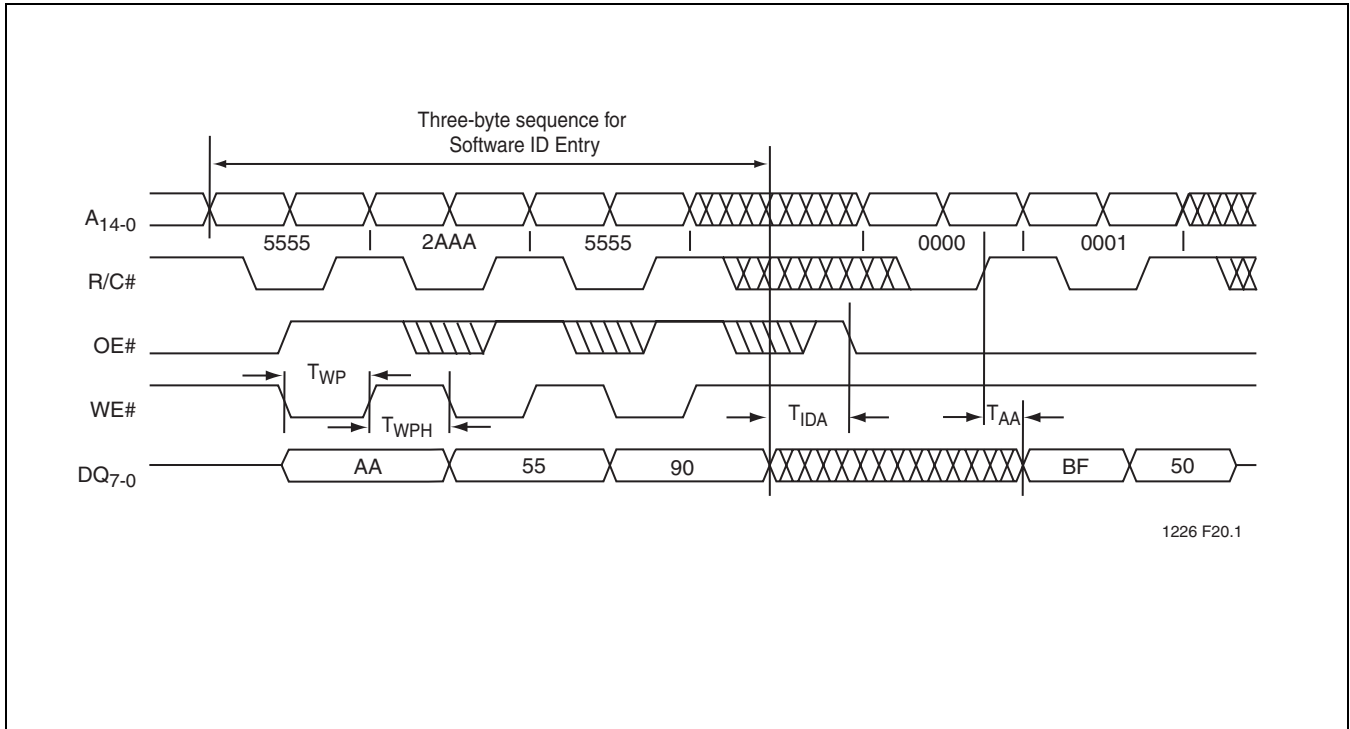 Three-byte sequence for
Software ID Entry
A14-0
5555 2AAA 5555 0000 0001
R/C#
OE#
TWP
WE#
TWPH
TIDA
TAA
DQ7-0
AA 55 90 BF 50
1226 F20.1